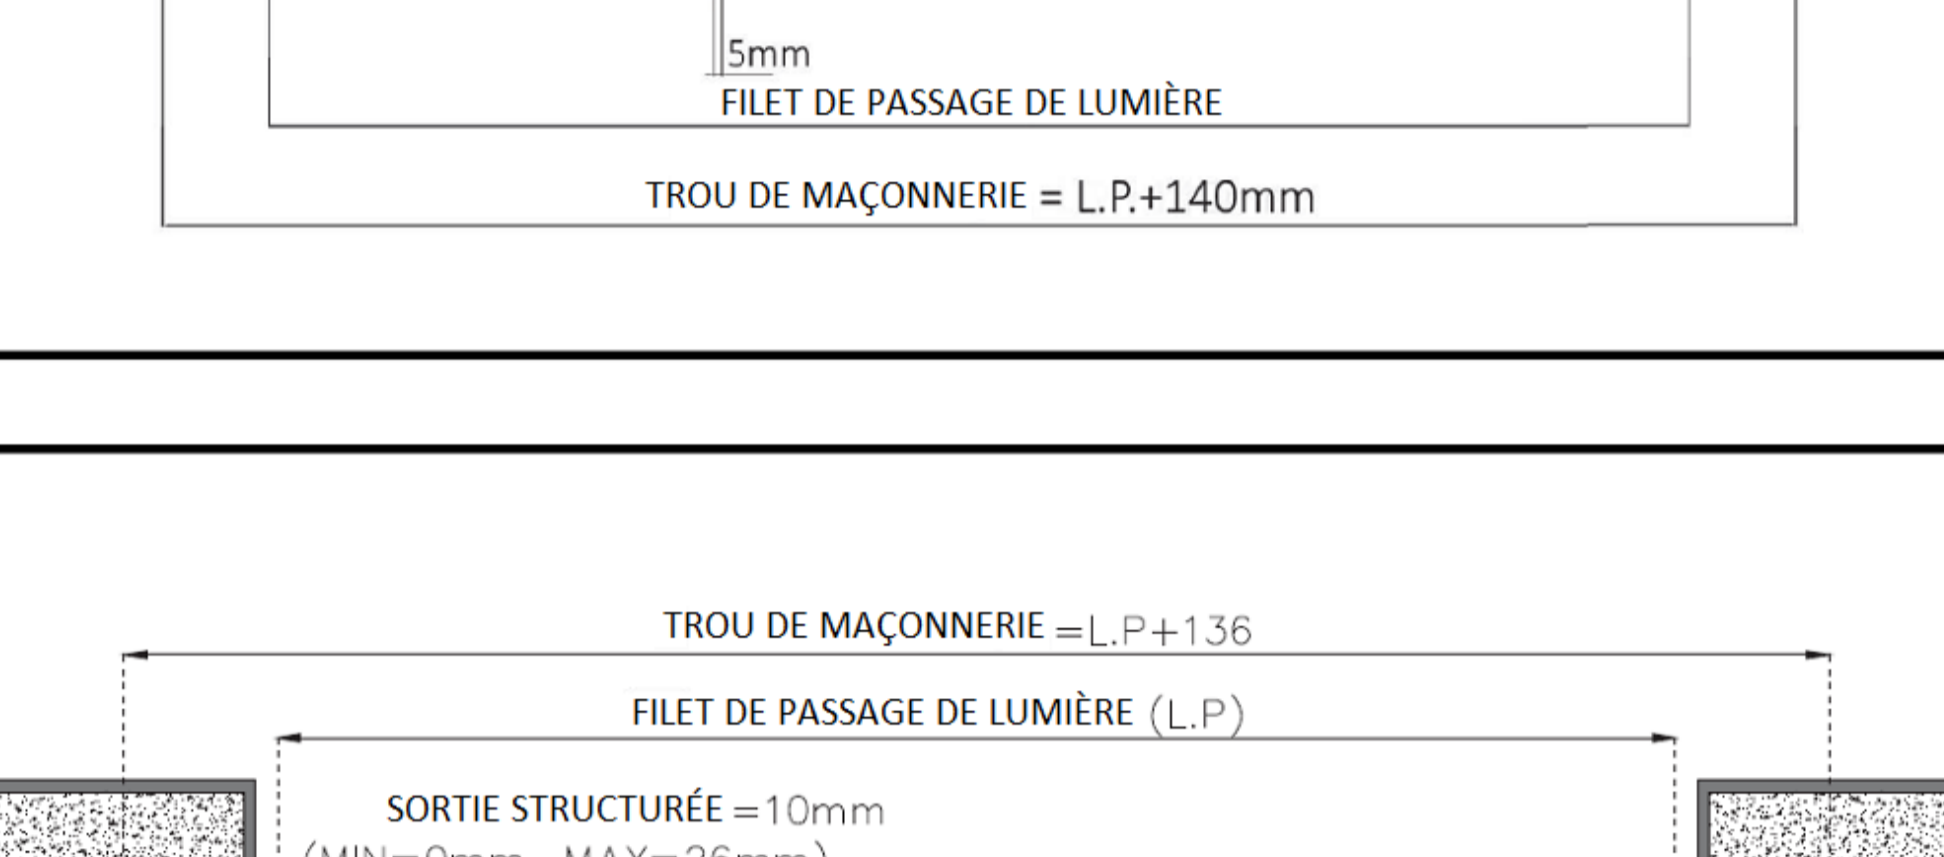 5mm
FILET DE PASSAGE DE LUMIÈRE
TROU DE MAÇONNERIE = L.P.+140mm
TROU DE MAÇONNERIE =L.P+136
FILET DE PASSAGE DE LUMIÈRE (L.P)
SORTIE STRUCTURÉE =10mm